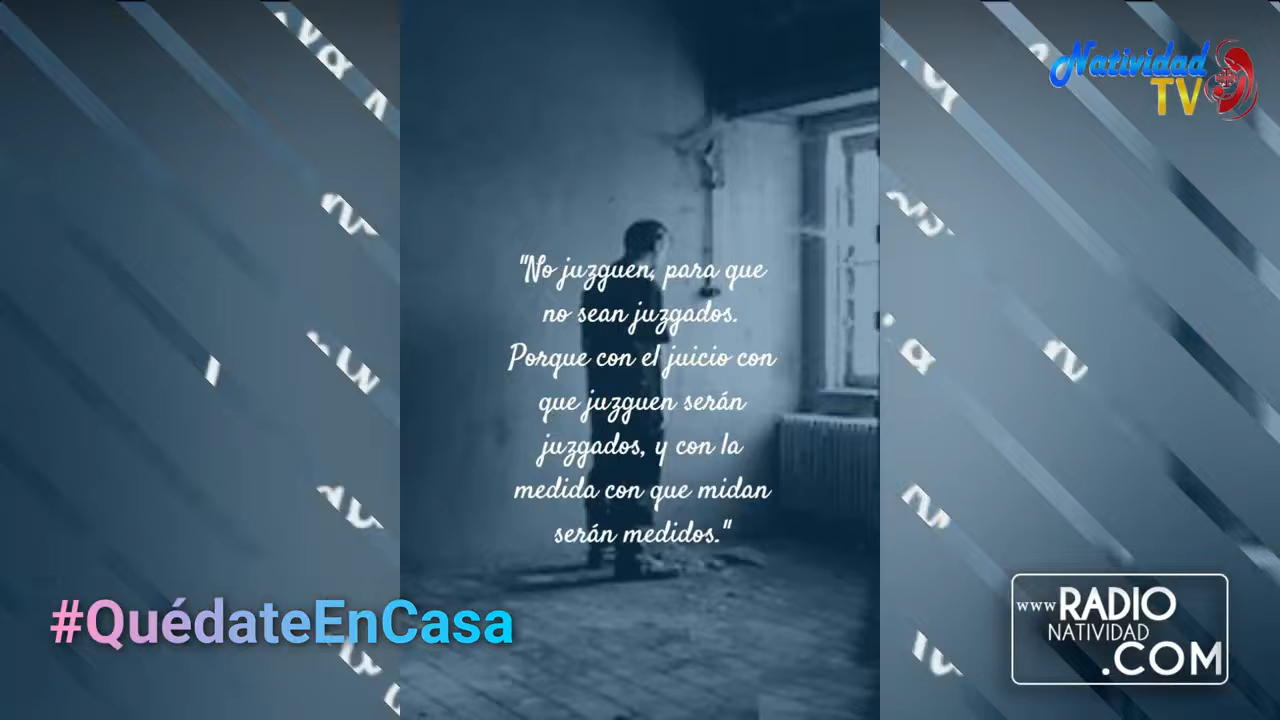 Natividad
TV
"No juzguen, para que
no sean juzgados.
Porque con el juicio con
que juzguen serán
juzgados, y con la
medida con que midan
serán medidos."
#QuédateEnCasa
www RADIO
NATIVIDAD
.COM